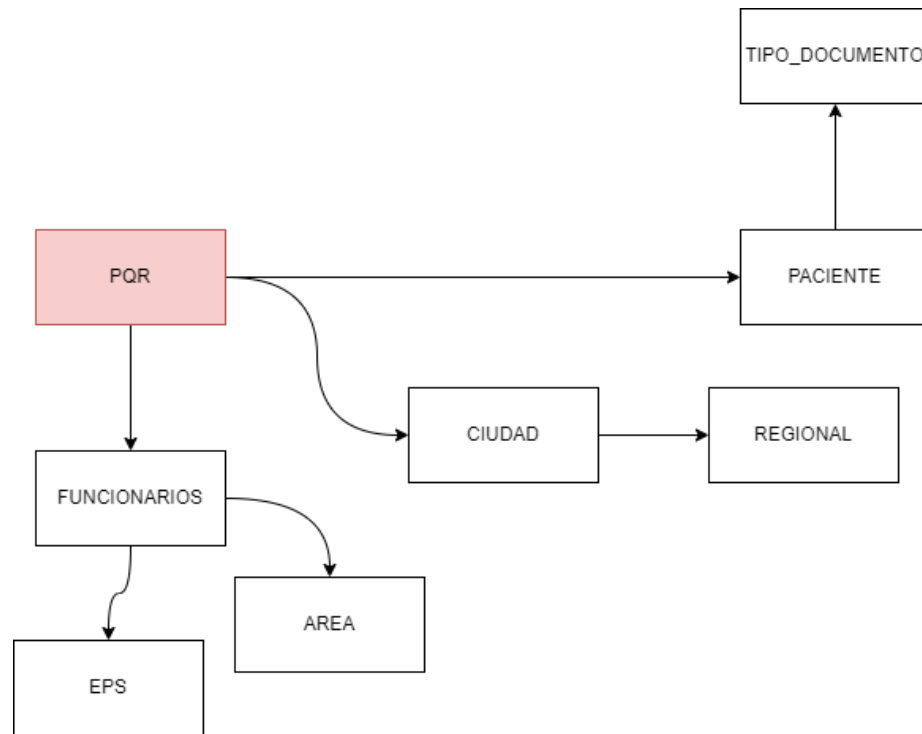 TIPO_DOCUMENTO
PQR
PACIENTE
CIUDAD
REGIONAL
FUNCIONARIOS
AREA
EPS